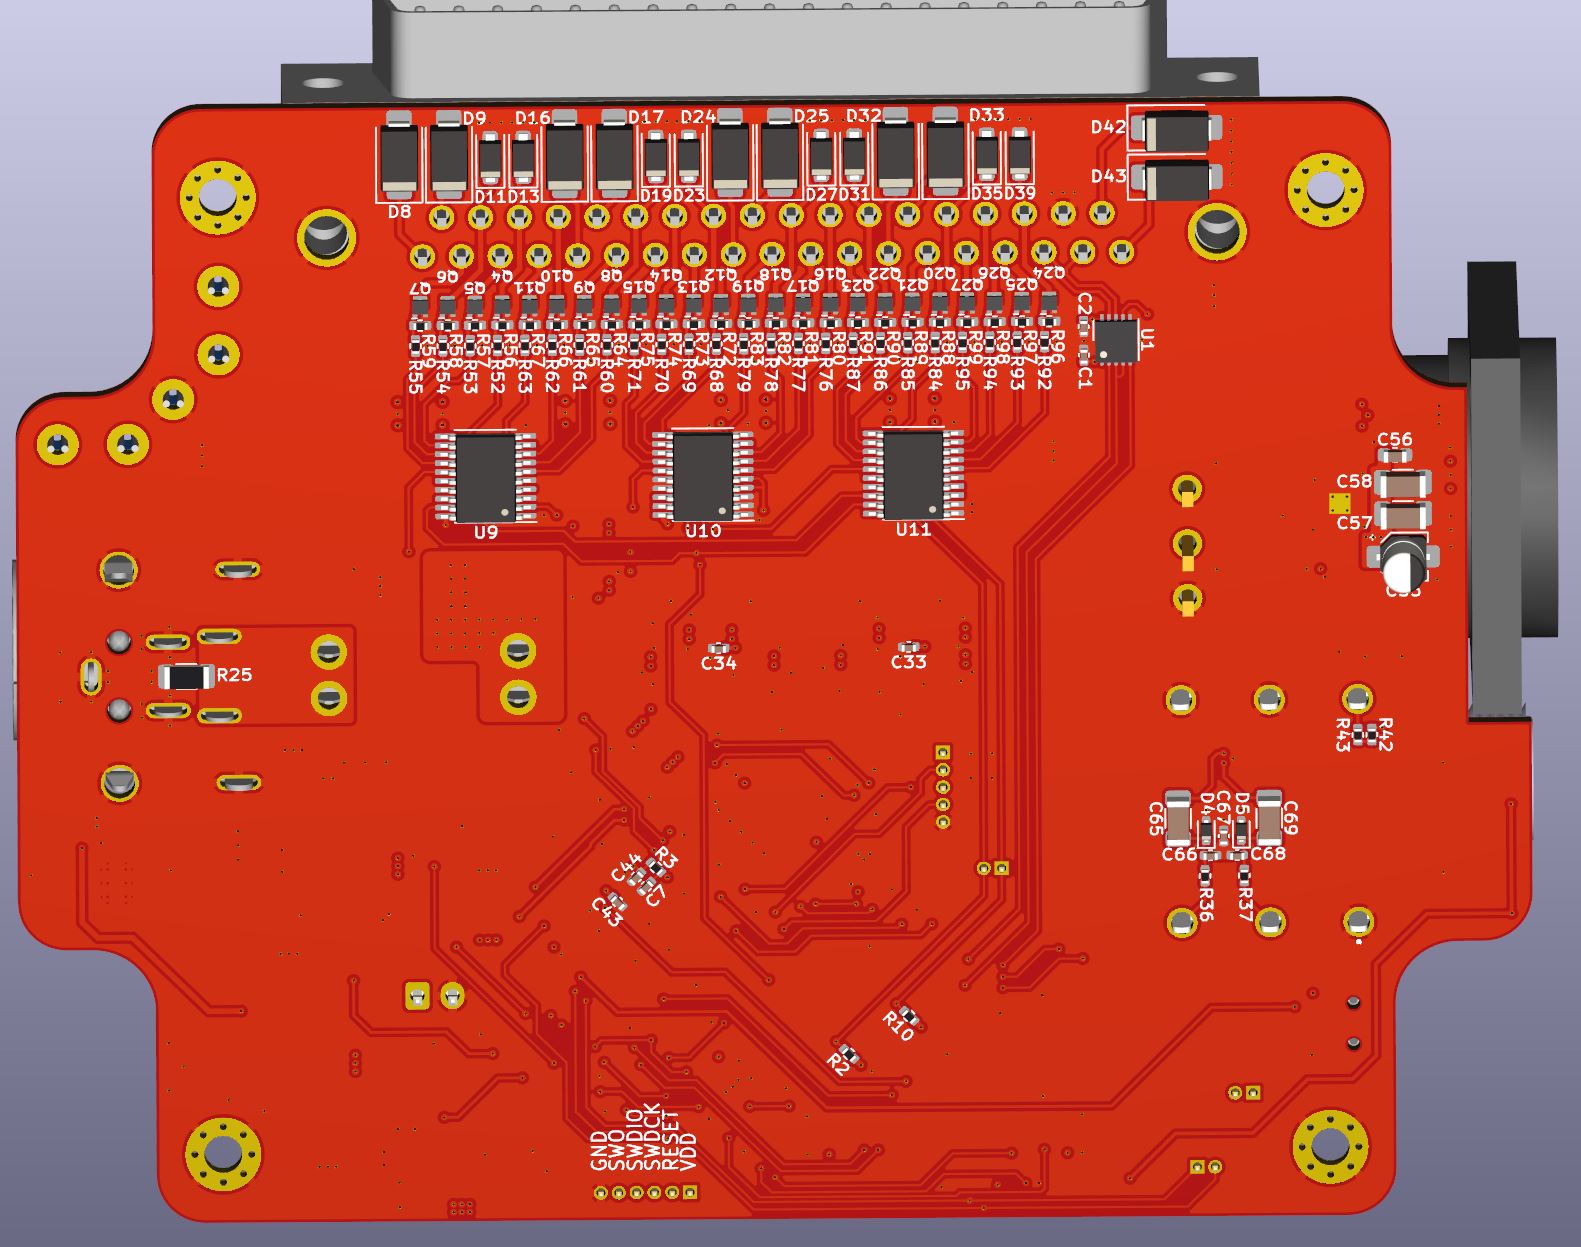 D9 D16 D17 D24 D25 D32 D33
D42
D43
D8 D11 D13 D19 D23 D27 D31 D35 D39
Q6 Q4 Q10 Q8 Q14 Q12 Q18 Q16 Q22 Q20 Q26 Q24
Q7 Q5 Q11 Q9 Q15 Q13 Q19 Q17 Q23 Q21 Q27 Q25
C2 U1
R59 R58 R57 R56 R67 R66 R65 R64 R75 R74 R73 R72 R83 R82 R81 R80 R91 R90 R89 R88 R99 R98 R97 R96
R55 R54 R53 R52 R63 R62 R61 R60 R71 R70 R69 R68 R79 R78 R77 R76 R87 R86 R85 R84 R95 R94 R93 R92 C1
C56
C58
C57
U9 U10 U11
C34 C33
R25
R43 R42
C65 D4 C67 D5 C69
C66 C68
R36 R37
C44 R3
C7
C43
R10
R2
GND
SWO
SWDIO
SWDCK
RESET
VDD